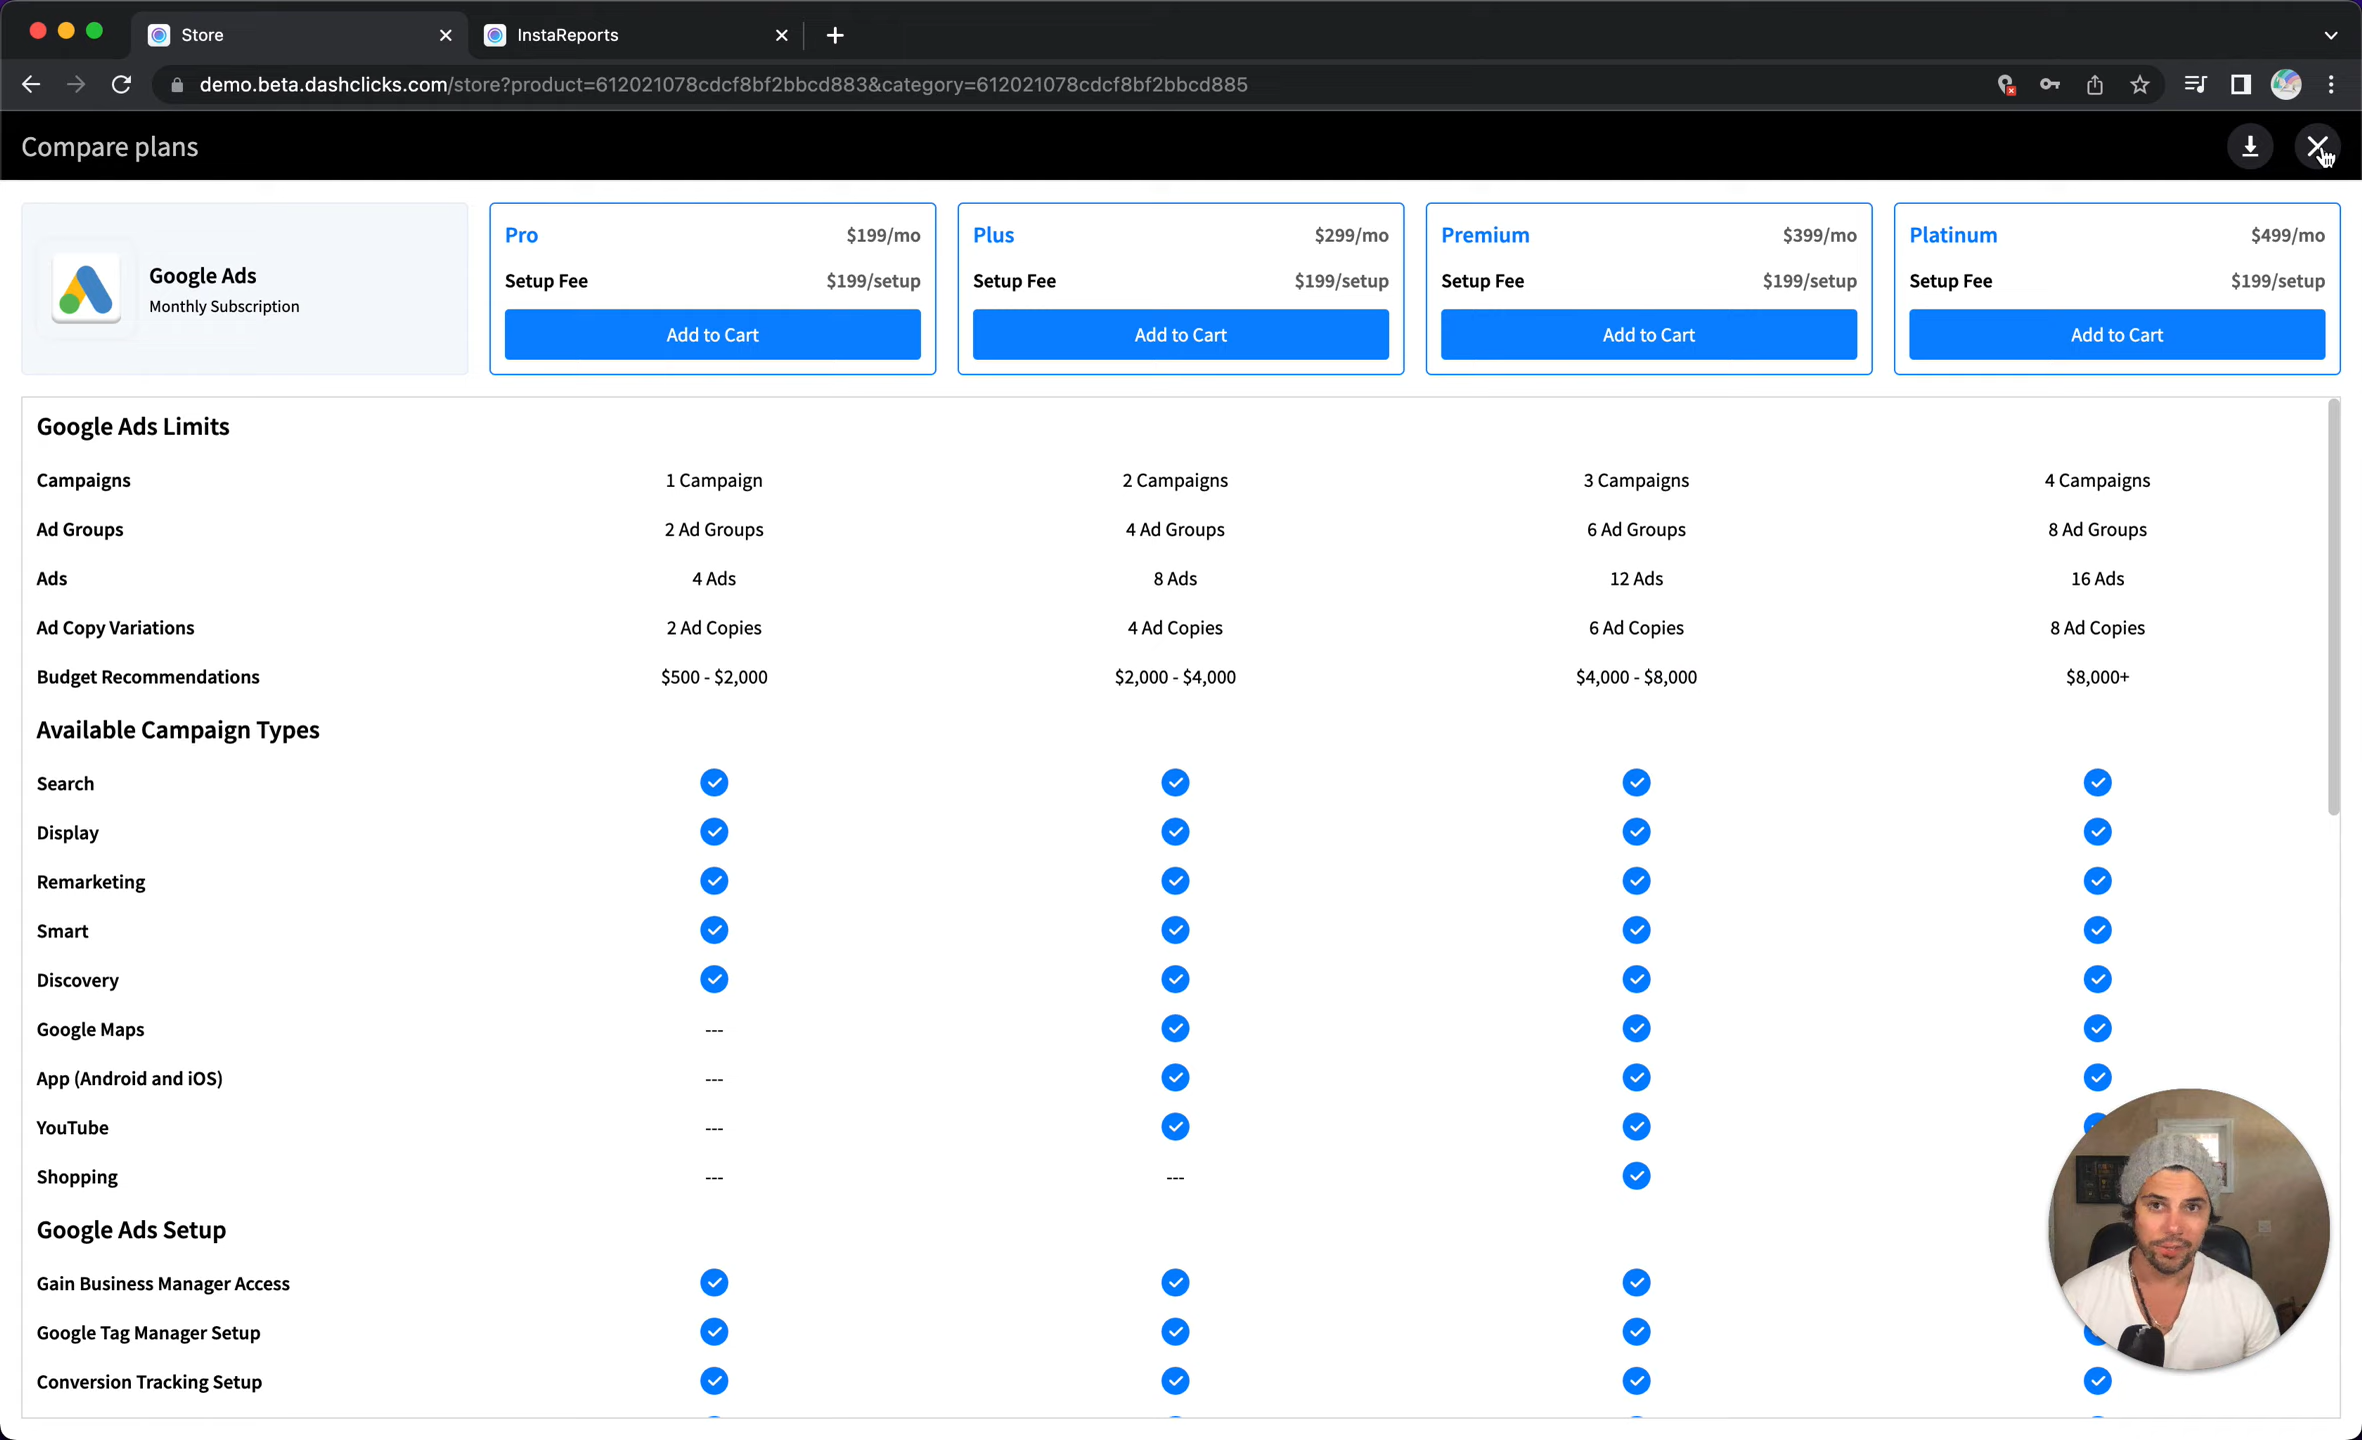 Store
InstaReports
demo.beta.dashclicks.com/store?product=612021078cdcf8bf2bbcd883&category=612021078cdcf8bf2bbcd885
Compare plans
Google Ads
Monthly Subscription
Pro $199/mo
Setup Fee $199/setup
Add to Cart
Plus $299/mo
Setup Fee $199/setup
Add to Cart
Premium $399/mo
Setup Fee $199/setup
Add to Cart
Platinum $499/mo
Setup Fee $199/setup
Add to Cart
Google Ads Limits
Campaigns 1 Campaign 2 Campaigns 3 Campaigns 4 Campaigns
Ad Groups 2 Ad Groups 4 Ad Groups 6 Ad Groups 8 Ad Groups
Ads 4 Ads 8 Ads 12 Ads 16 Ads
Ad Copy Variations 2 Ad Copies 4 Ad Copies 6 Ad Copies 8 Ad Copies
Budget Recommendations $500 - $2,000 $2,000 - $4,000 $4,000 - $8,000 $8,000+
Available Campaign Types
Search
Display
Remarketing
Smart
Discovery
Google Maps ---
App (Android and iOS) ---
YouTube ---
Shopping --- ---
Google Ads Setup
Gain Business Manager Access
Google Tag Manager Setup
Conversion Tracking Setup